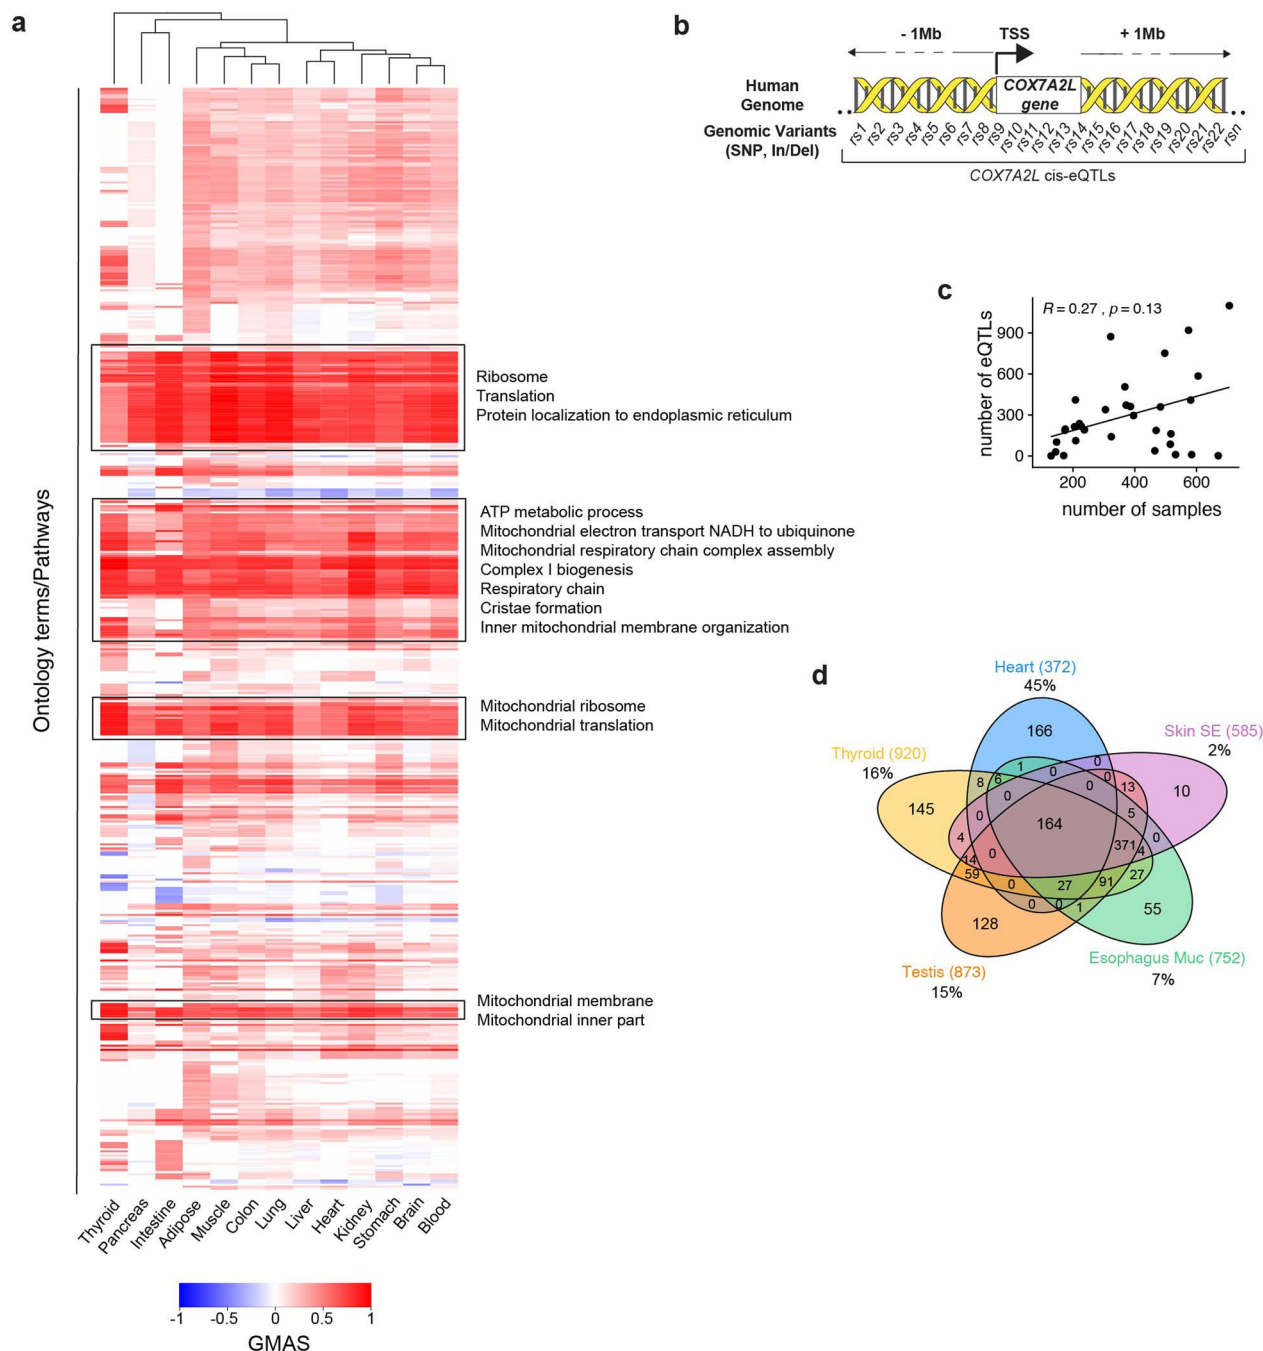 a
Ribosome
Translation
Protein localization to endoplasmic reticulum
ATP metabolic process
Mitochondrial electron transport NADH to ubiquinone
Mitochondrial respiratory chain complex assembly
Complex I biogenesis
Respiratory chain
Cristae formation
Inner mitochondrial membrane organization
Mitochondrial ribosome
Mitochondrial translation
Mitochondrial membrane
Mitochondrial inner part
Ontology terms/Pathways
Thyroid Pancreas Intestine Adipose Muscle Colon Lung Liver Heart Kidney Stomach Brain Blood
-1 -0.5 0 0.5 1
GMAS
b
- 1Mb TSS + 1Mb
Human
Genome
COX7A2L
gene
Genomic Variants
(SNP, In/Del)
rs1 rs2 rs3 rs4 rs5 rs6 rs7 rs8 rs9 rs10 rs11 rs12 rs13 rs14 rs15 rs16 rs17 rs18 rs19 rs20 rs21 rs22 rsn
COX7A2L cis-eQTLs
c
R = 0.27 , p = 0.13
number of eQTLs
900
600
300
0
200 400 600
number of samples
d
Heart (372)
45%
Skin SE (585)
2%
Thyroid (920)
16%
166
1 0 0
8 6 0 0 13
0 0 10
145
0 164 5
4 371 4 0
14 0
59 0 27 91 27
0 0 1 55
128
Esophagus Muc (752)
7%
Testis (873)
15%